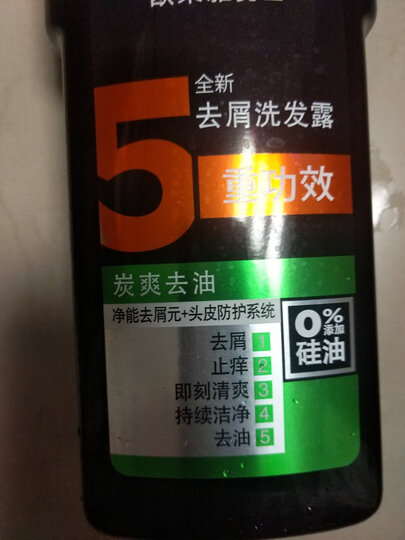 全新
去屑洗发露
5
重功效
炭爽去油
净能去屑元+头皮防护系统
0%
添加
硅油
去屑 1
止痒 2
即刻清爽 3
持续洁净 4
去油 5